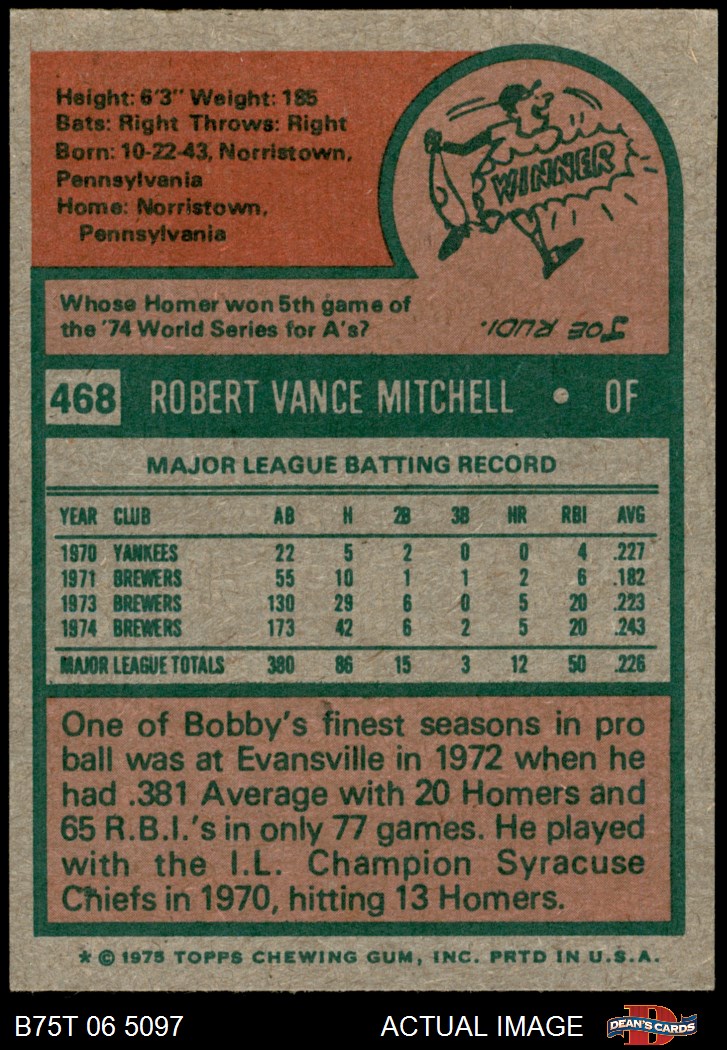 Height: 6'3" Weight: 185
Bats: Right Throws: Right
Born: 10-22-43, Norristown,
Pennsylvania
Home: Norristown,
Pennsylvania
WINNER
Whose Homer won 5th game of
the '74 World Series for A's?
JOE RUDI.
468 ROBERT VANCE MITCHELL • OF
MAJOR LEAGUE BATTING RECORD
YEAR CLUB AB H 2B 3B HR RBI AVG
1970 YANKEES 22 5 2 0 0 4 .227
1971 BREWERS 55 10 1 1 2 6 .182
1973 BREWERS 130 29 6 0 5 20 .223
1974 BREWERS 173 42 6 2 5 20 .243
MAJOR LEAGUE TOTALS 380 86 15 3 12 50 .226
One of Bobby's finest seasons in pro
ball was at Evansville in 1972 when he
had .381 Average with 20 Homers and
65 R.B.I.'s in only 77 games. He played
with the I.L. Champion Syracuse
Chiefs in 1970, hitting 13 Homers.
* © 1975 TOPPS CHEWING GUM, INC. PRTD IN U.S.A.
B75T 06 5097 ACTUAL IMAGE
D
DEAN'S CARDS